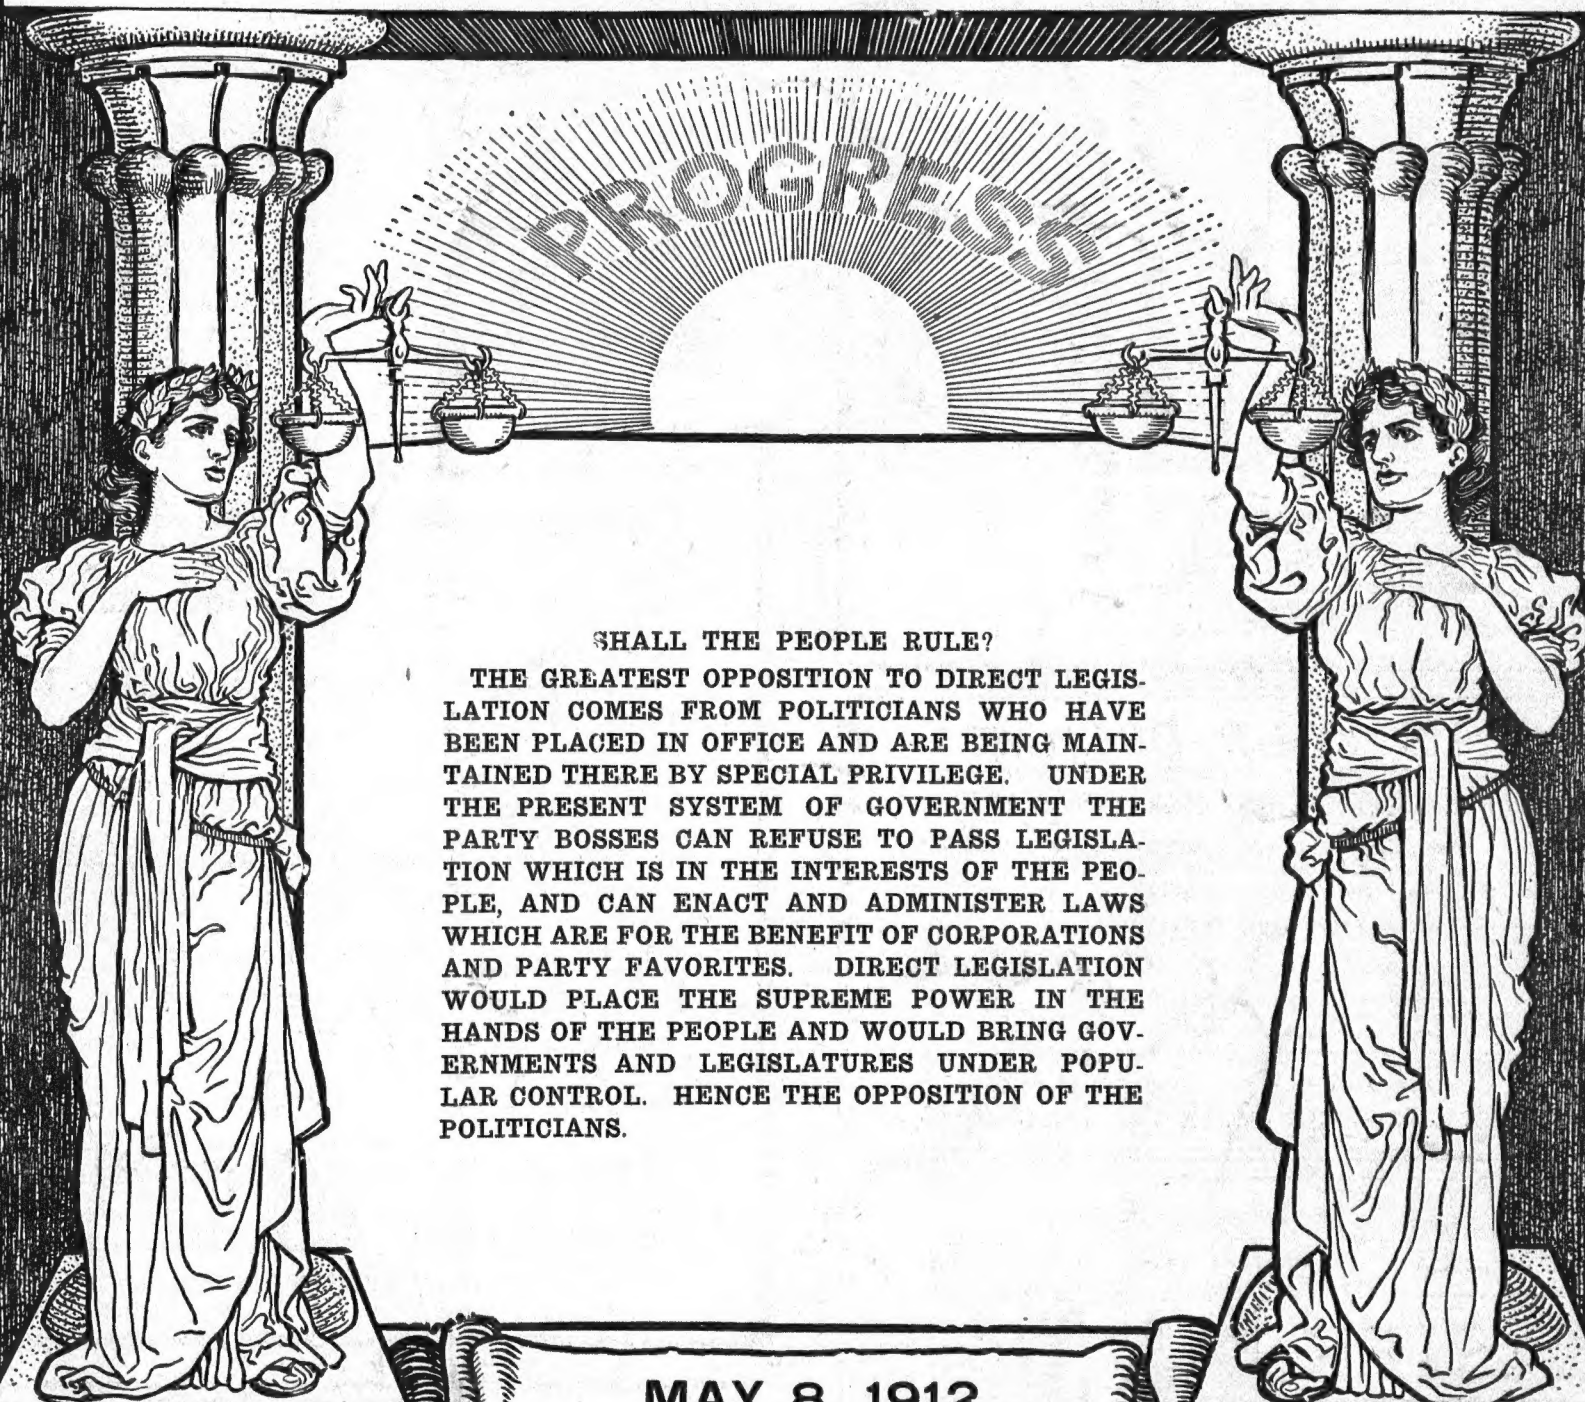 PROGRESS
SHALL THE PEOPLE RULE?
THE GREATEST OPPOSITION TO DIRECT LEGIS-
LATION COMES FROM POLITICIANS WHO HAVE
BEEN PLACED IN OFFICE AND ARE BEING MAIN-
TAINED THERE BY SPECIAL PRIVILEGE. UNDER
THE PRESENT SYSTEM OF GOVERNMENT THE
PARTY BOSSES CAN REFUSE TO PASS LEGISLA-
TION WHICH IS IN THE INTERESTS OF THE PEO-
PLE, AND CAN ENACT AND ADMINISTER LAWS
WHICH ARE FOR THE BENEFIT OF CORPORATIONS
AND PARTY FAVORITES. DIRECT LEGISLATION
WOULD PLACE THE SUPREME POWER IN THE
HANDS OF THE PEOPLE AND WOULD BRING GOV-
ERNMENTS AND LEGISLATURES UNDER POPU-
LAR CONTROL. HENCE THE OPPOSITION OF THE
POLITICIANS.
MAY 8, 1912